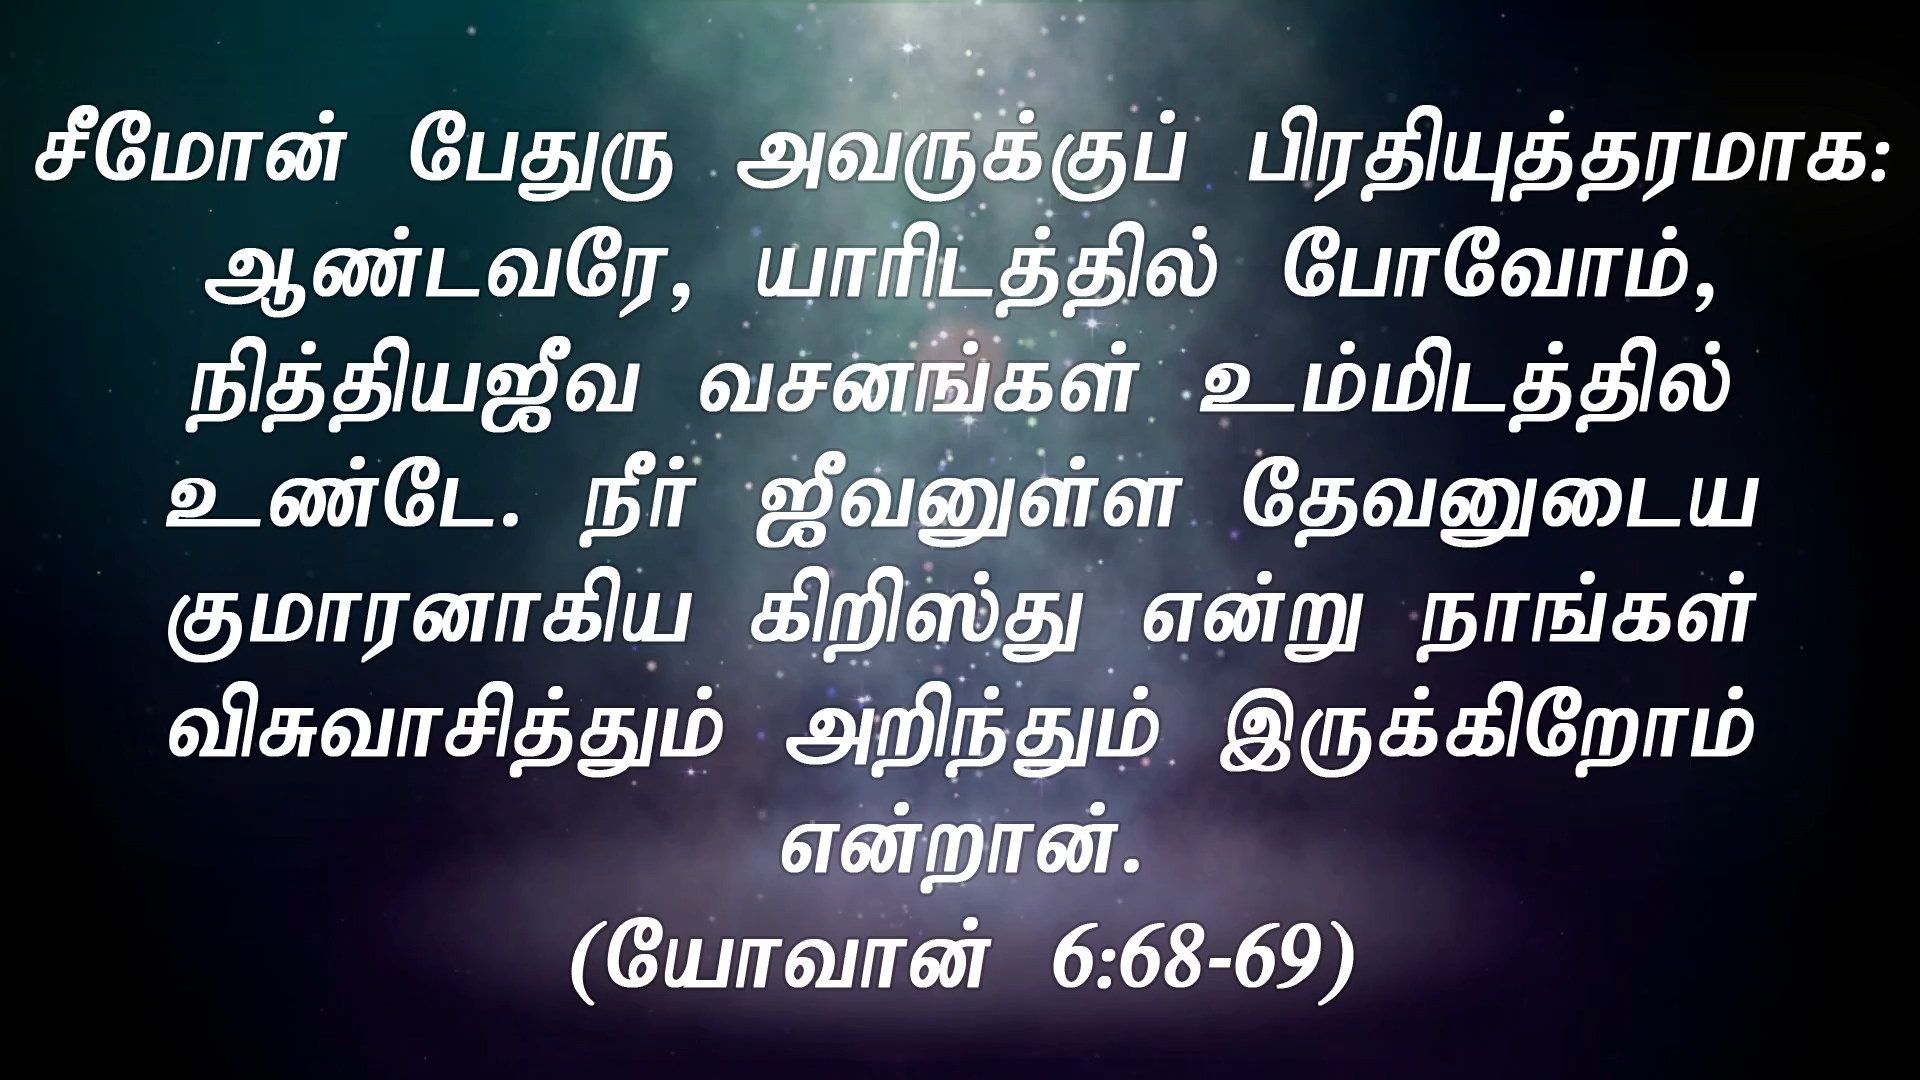 சீமோன் பேதுரு அவருக்குப் பிரதியுத்தரமாக:
ஆண்டவரே, யாரிடத்தில் போவோம்,
நித்தியஜீவ வசனங்கள் உம்மிடத்தில்
உண்டே. நீர் ஜீவனுள்ள தேவனுடைய
குமாரனாகிய கிறிஸ்து என்று நாங்கள்
விசுவாசித்தும் அறிந்தும் இருக்கிறோம்
என்றான்.
(யோவான் 6:68-69)